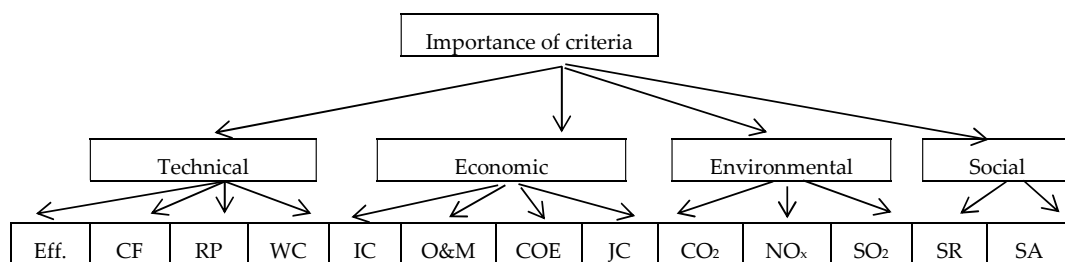 Importance of criteria
Technical Economic Environmental Social
Eff. CF RP WC IC O&M COE JC CO₂ NOₓ SO₂ SR SA